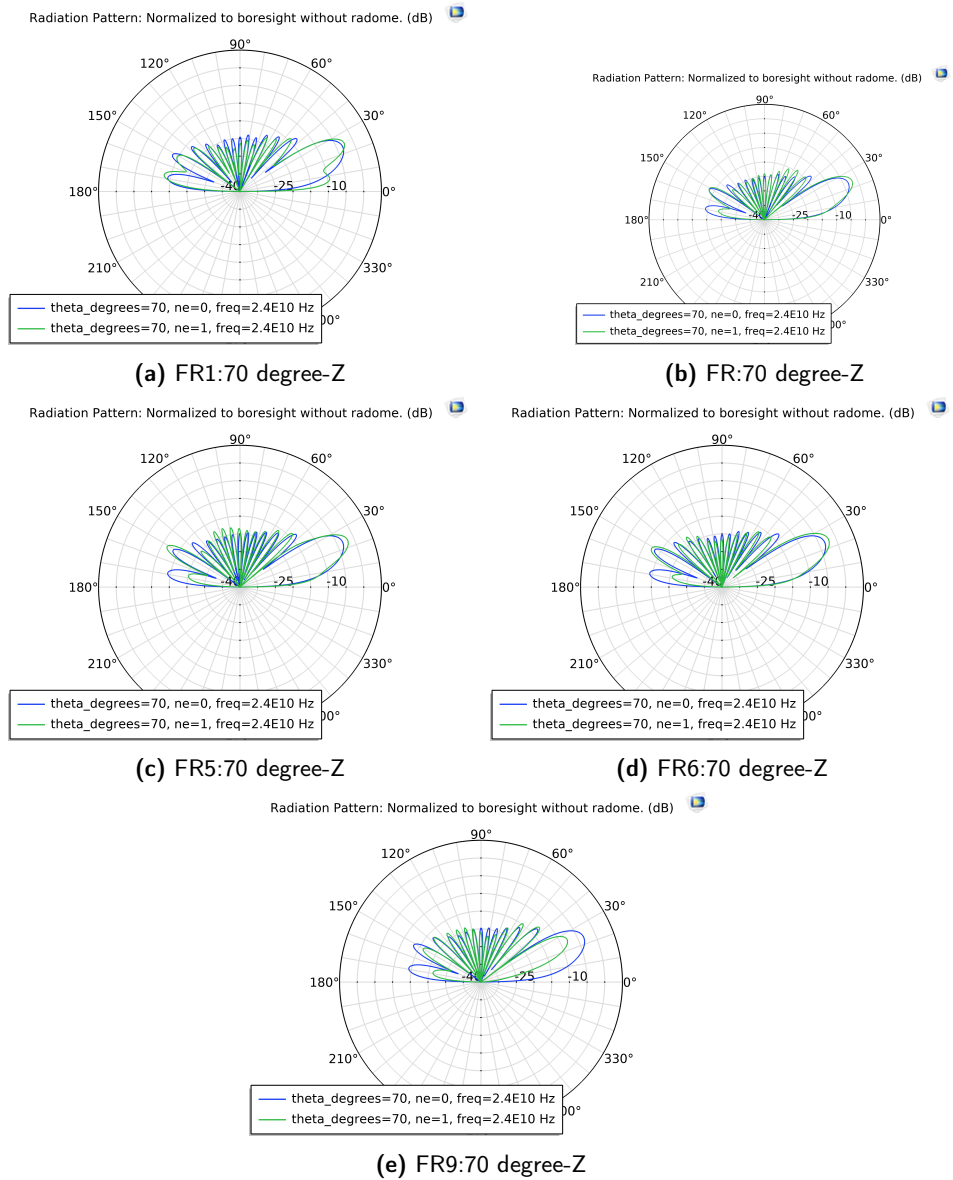 Radiation Pattern: Normalized to boresight without radome. (dB)
90°
120°
60°
150°
30°
180°
-40
-25
-10
0°
210°
330°
theta_degrees=70, ne=0, freq=2.4E10 Hz
theta_degrees=70, ne=1, freq=2.4E10 Hz
(a) FR1:70 degree-Z
Radiation Pattern: Normalized to boresight without radome. (dB)
90°
120°
60°
150°
30°
180°
-25
-10
0°
210°
330°
theta_degrees=70, ne=0, freq=2.4E10 Hz
theta_degrees=70, ne=1, freq=2.4E10 Hz
(b) FR:70 degree-Z
Radiation Pattern: Normalized to boresight without radome. (dB)
90°
120°
60°
150°
30°
180°
-40
-25
-10
0°
210°
330°
theta_degrees=70, ne=0, freq=2.4E10 Hz
theta_degrees=70, ne=1, freq=2.4E10 Hz
(c) FR5:70 degree-Z
Radiation Pattern: Normalized to boresight without radome. (dB)
90°
120°
60°
150°
30°
180°
-40
-25
-10
0°
210°
330°
theta_degrees=70, ne=0, freq=2.4E10 Hz
theta_degrees=70, ne=1, freq=2.4E10 Hz
(d) FR6:70 degree-Z
Radiation Pattern: Normalized to boresight without radome. (dB)
90°
120°
60°
150°
30°
180°
-40
-25
-10
0°
210°
330°
theta_degrees=70, ne=0, freq=2.4E10 Hz
theta_degrees=70, ne=1, freq=2.4E10 Hz
(e) FR9:70 degree-Z